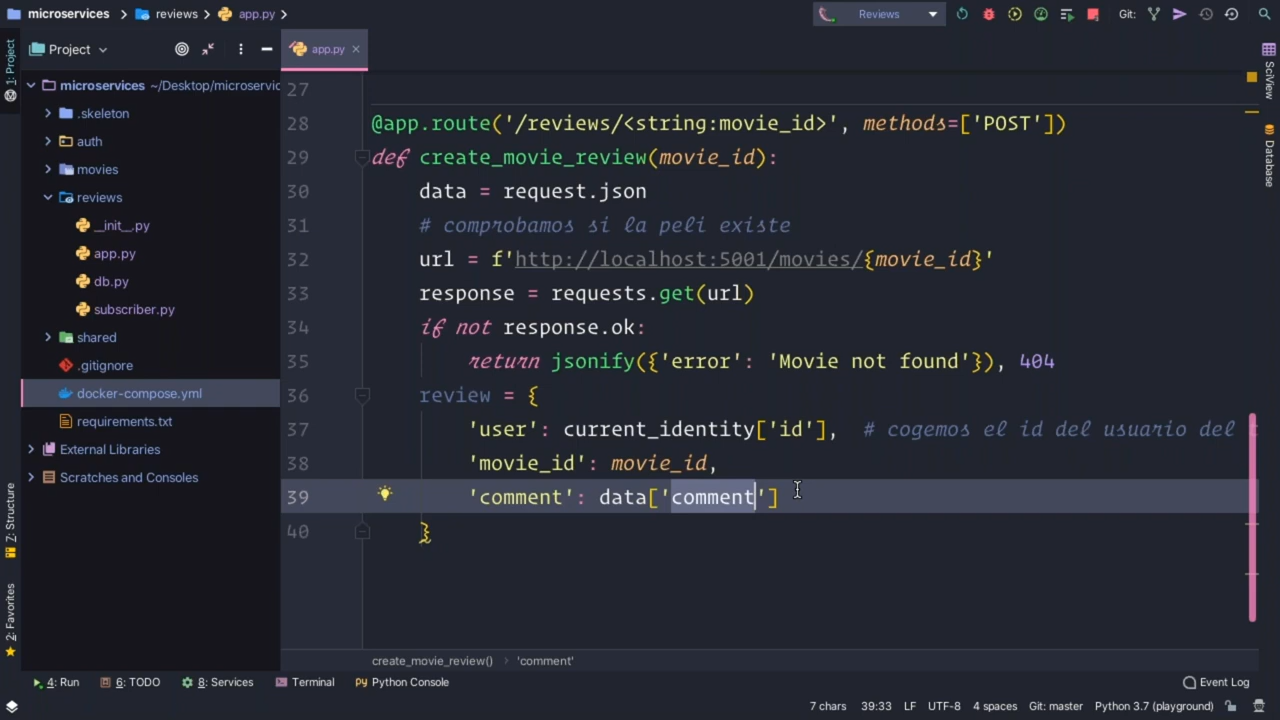 microservices reviews app.py Reviews Git:
Project app.py
microservices ~/Desktop/microservic
.skeleton
auth
movies
reviews
__init__.py
app.py
db.py
subscriber.py
shared
.gitignore
docker-compose.yml
requirements.txt
External Libraries
Scratches and Consoles
1: Project
Z: Structure
2: Favorites
27
28 @app.route('/reviews/<string:movie_id>', methods=['POST'])
29 def create_movie_review(movie_id):
30 data = request.json
31 # comprobamos si la peli existe
32 url = f'http://localhost:5001/movies/{movie_id}'
33 response = requests.get(url)
34 if not response.ok:
35 return jsonify({'error': 'Movie not found'}), 404
36 review = {
37 'user': current_identity['id'], # cogemos el id del usuario del
38 'movie_id': movie_id,
39 'comment': data['comment']
40 }
SciView
Database
create_movie_review() 'comment'
4: Run 6: TODO 8: Services Terminal Python Console Event Log
7 chars 39:33 LF UTF-8 4 spaces Git: master Python 3.7 (playground)